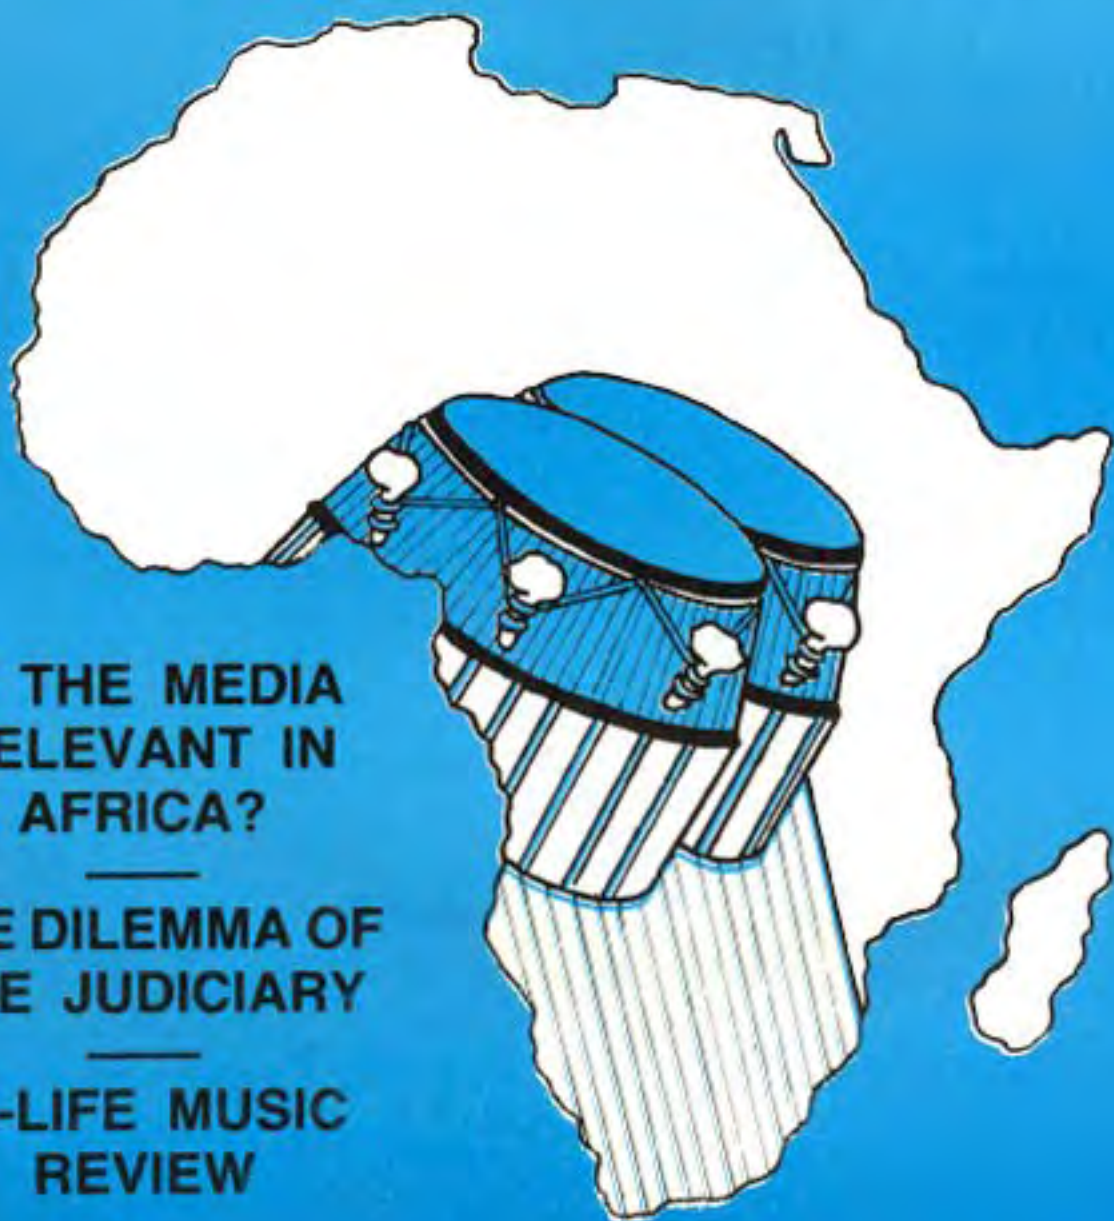 THE MEDIA
ELEVANT IN
AFRICA?
E DILEMMA OF
E JUDICIARY
-LIFE MUSIC
REVIEW